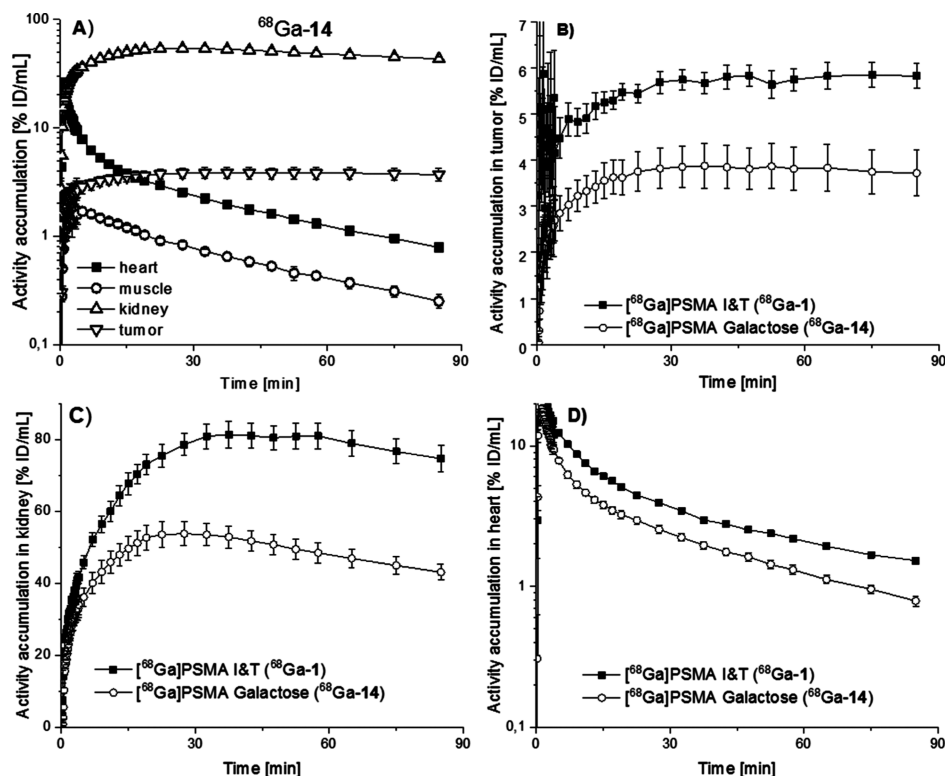 A)
⁶⁸Ga-14
Activity accumulation [% ID/mL]
100
10
1
0,1
heart
muscle
kidney
tumor
0
30
60
90
Time [min]
B)
Activity accumulation in tumor [% ID/mL]
7
6
5
4
3
2
1
0
[⁶⁸Ga]PSMA I&T (⁶⁸Ga-1)
[⁶⁸Ga]PSMA Galactose (⁶⁸Ga-14)
0
30
60
90
Time [min]
C)
Activity accumulation in kidney [% ID/mL]
80
60
40
20
0
[⁶⁸Ga]PSMA I&T (⁶⁸Ga-1)
[⁶⁸Ga]PSMA Galactose (⁶⁸Ga-14)
0
30
60
90
Time [min]
D)
Activity accumulation in heart [% ID/mL]
10
1
0,1
[⁶⁸Ga]PSMA I&T (⁶⁸Ga-1)
[⁶⁸Ga]PSMA Galactose (⁶⁸Ga-14)
0
30
60
90
Time [min]